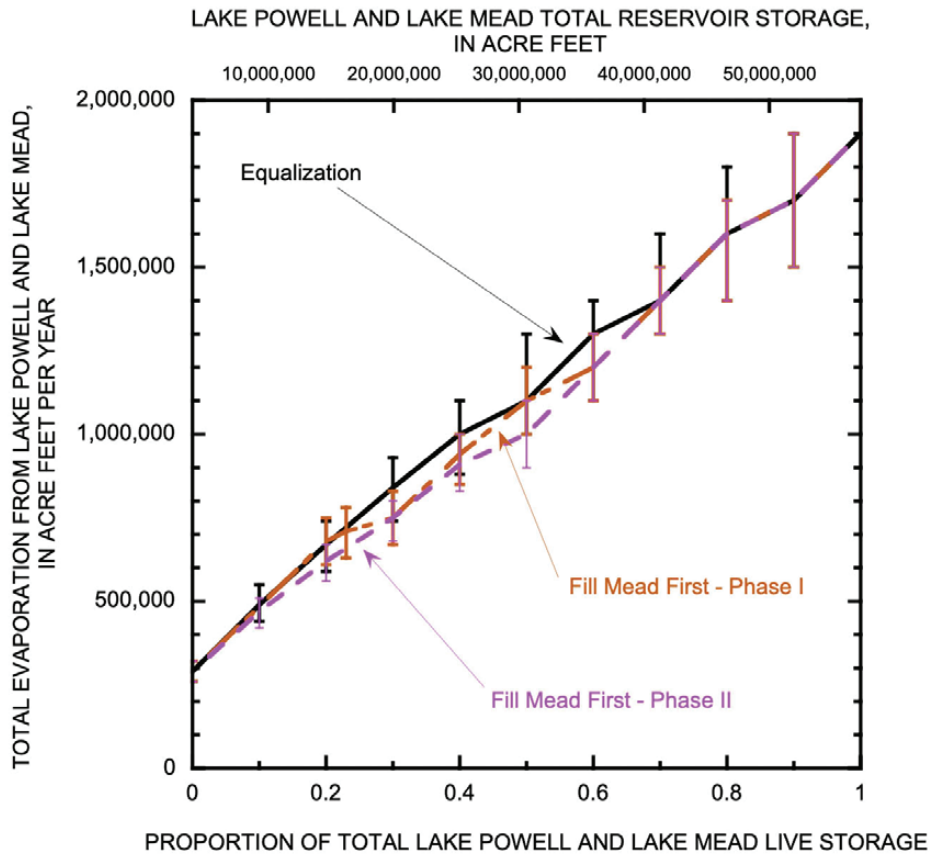 LAKE POWELL AND LAKE MEAD TOTAL RESERVOIR STORAGE,
IN ACRE FEET
10,000,000 20,000,000 30,000,000 40,000,000 50,000,000
TOTAL EVAPORATION FROM LAKE POWELL AND LAKE MEAD,
IN ACRE FEET PER YEAR
2,000,000
Equalization
1,500,000
1,000,000
Fill Mead First - Phase I
500,000
Fill Mead First - Phase II
0
0 0.2 0.4 0.6 0.8 1
PROPORTION OF TOTAL LAKE POWELL AND LAKE MEAD LIVE STORAGE